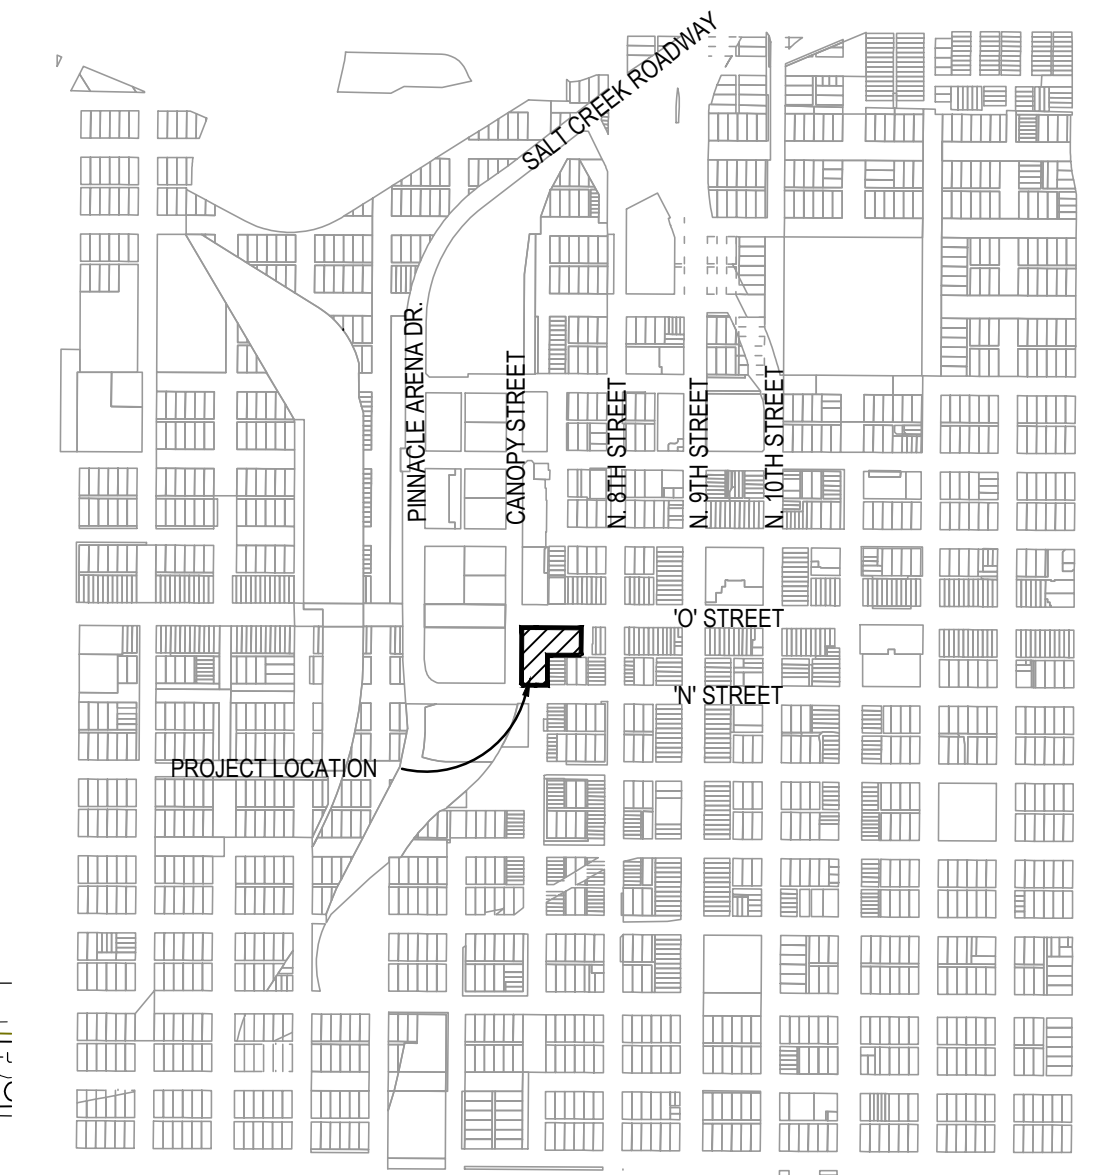 SALT CREEK ROADWAY
PINNACLE ARENA DR.
CANOPY STREET
N. 8TH STREET
N. 9TH STREET
N. 10TH STREET
'O' STREET
'N' STREET
PROJECT LOCATION